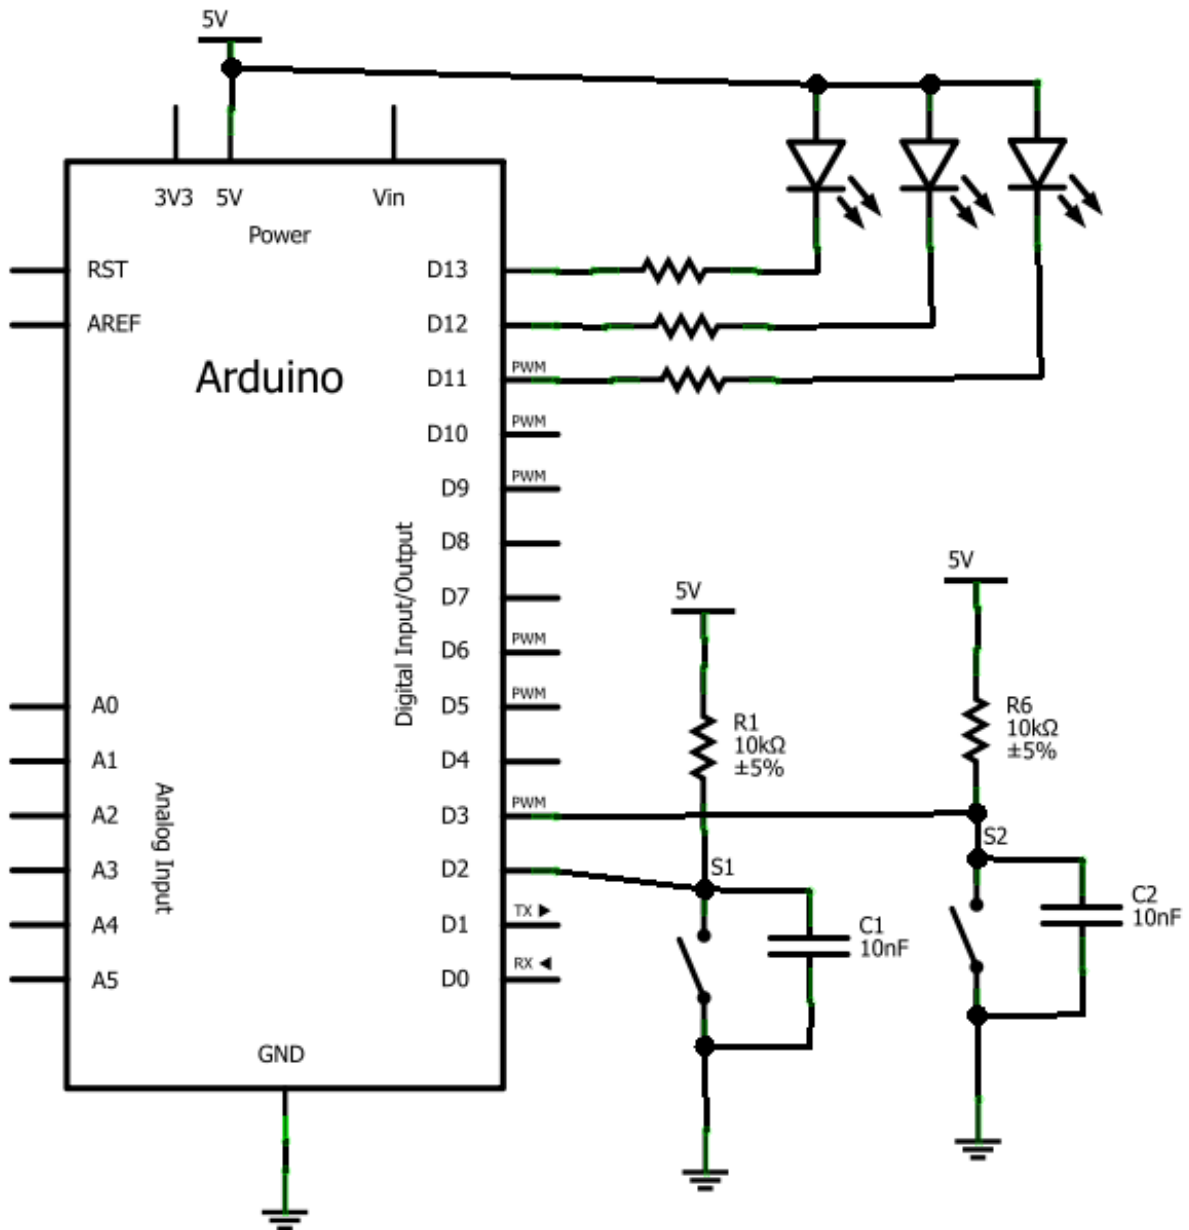 5V
3V3 5V Vin
Power
RST
AREF
Arduino
D13
D12
D11 PWM
D10 PWM
D9 PWM
D8
D7
D6 PWM
D5 PWM
D4
D3 PWM
D2
D1 TX ►
D0 RX ◄
Digital Input/Output
A0
A1
A2
A3
A4
A5
Analog Input
GND
5V
R1
10kΩ
±5%
S1
C1
10nF
5V
R6
10kΩ
±5%
S2
C2
10nF